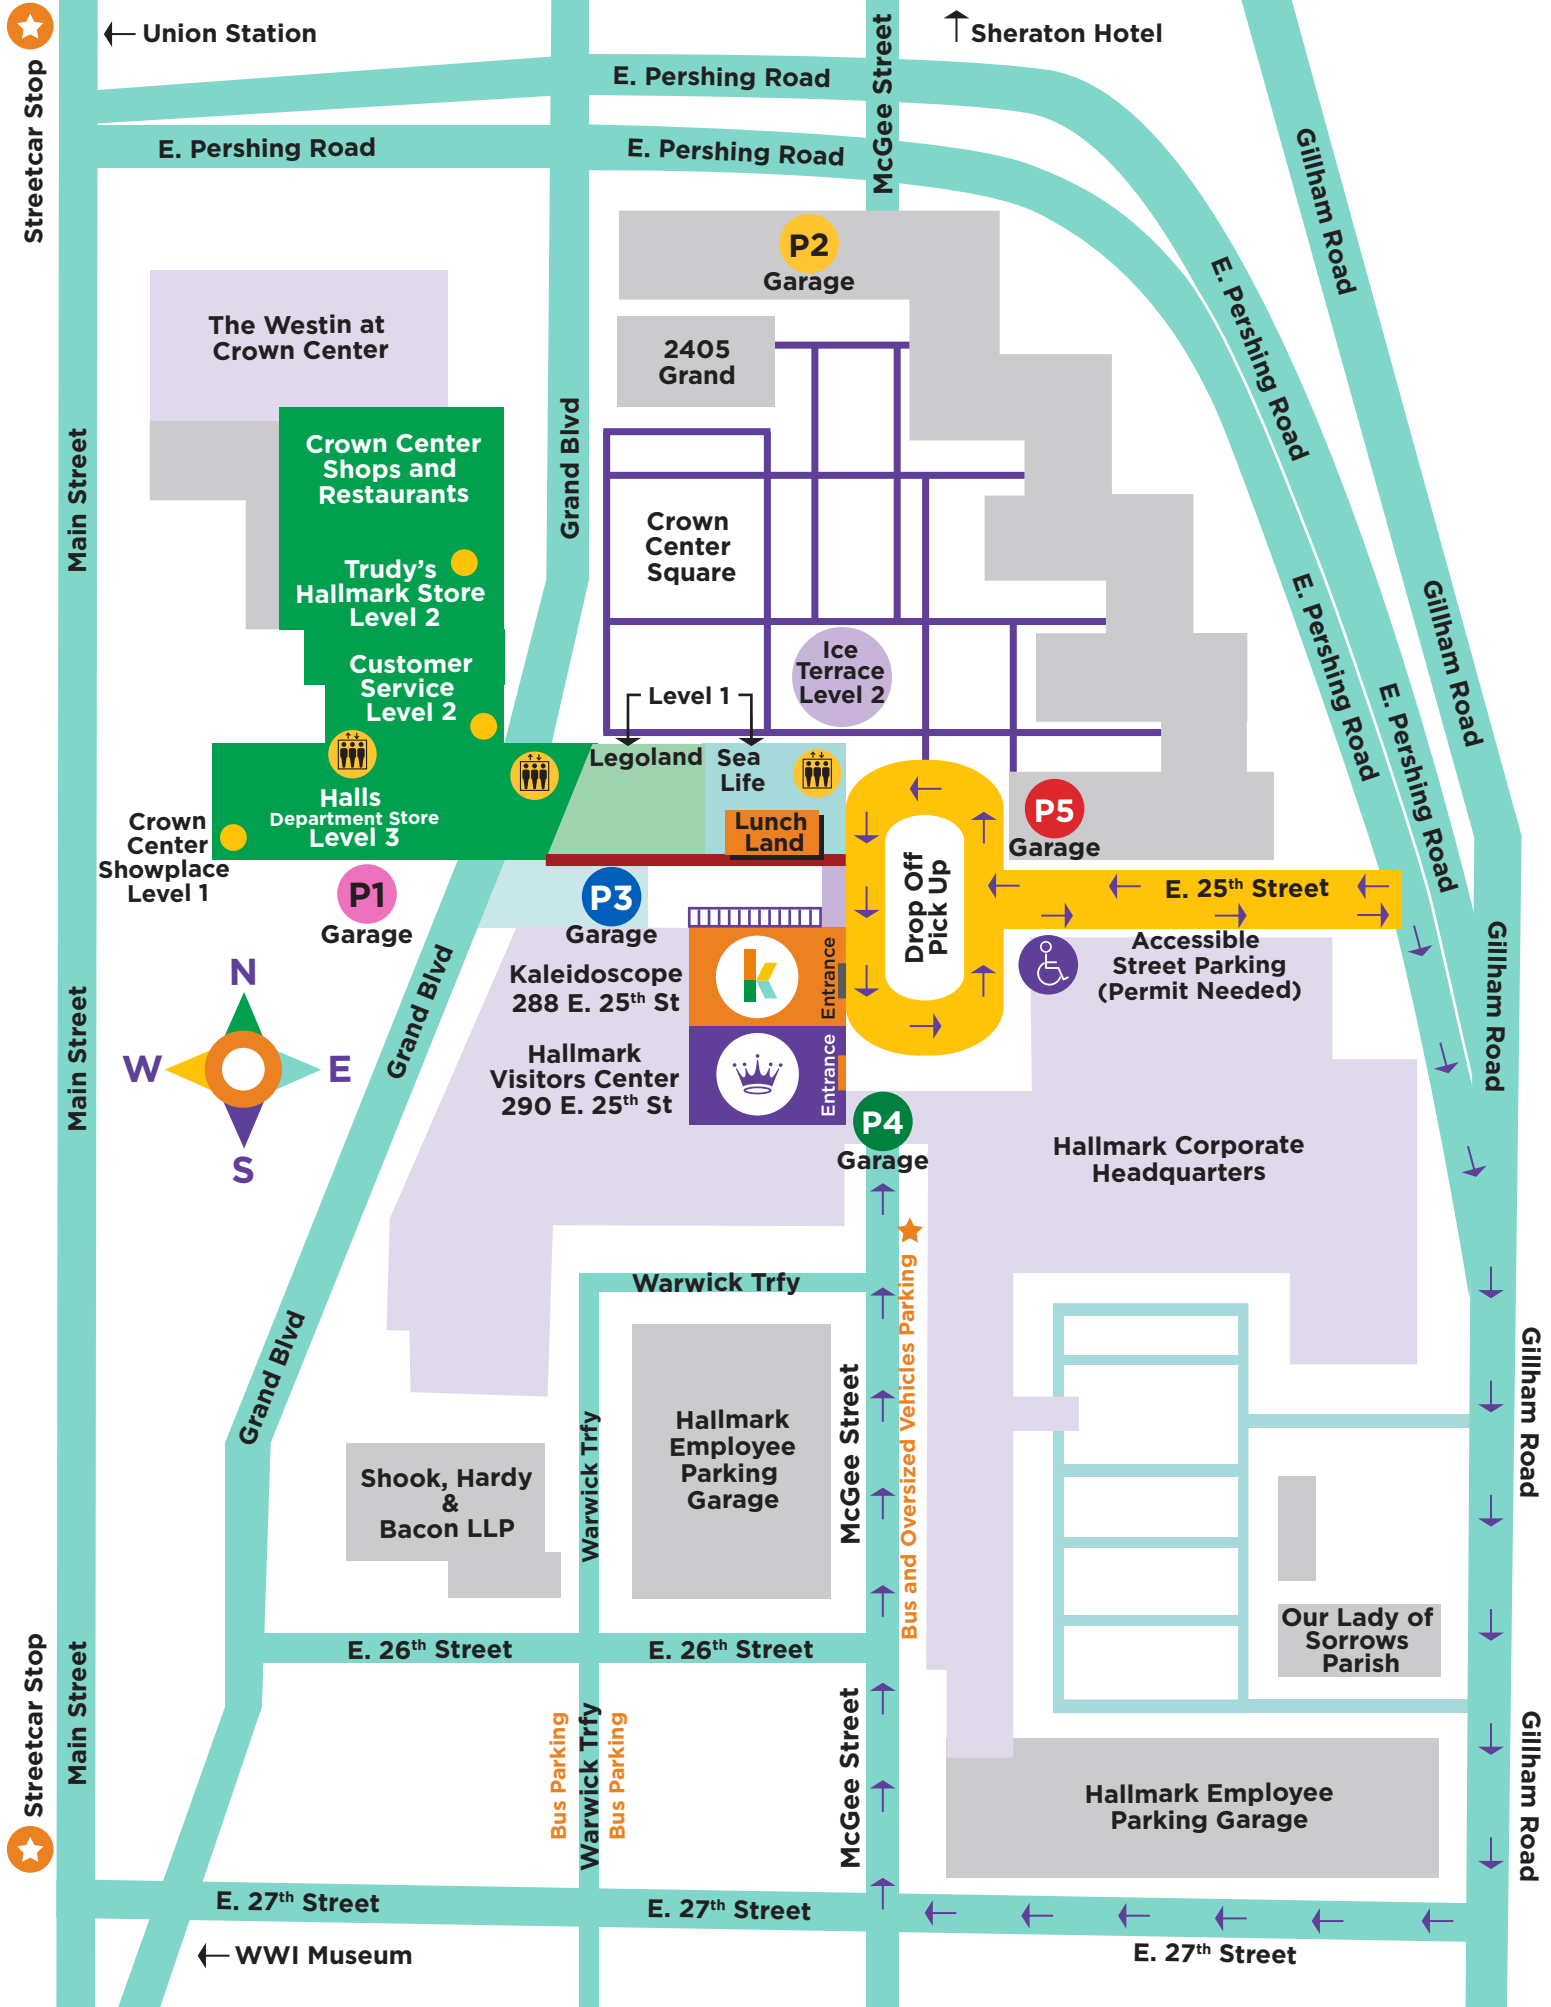 Union Station
Sheraton Hotel
Streetcar Stop
McGee Street
E. Pershing Road
E. Pershing Road
E. Pershing Road
Gillham Road
P2
Garage
E. Pershing Road
The Westin at
Crown Center
2405
Grand
Main Street
Grand Blvd
Crown Center
Shops and
Restaurants
Crown
Center
Square
Trudy's
Hallmark Store
Level 2
E. Pershing Road
Gillham Road
Customer
Service
Level 2
Ice
Terrace
Level 2
Level 1
E. Pershing Road
Legoland
Sea
Life
Halls
Department Store
Level 3
Lunch
Land
P5
Garage
Crown
Center
Showplace
Level 1
P1
Garage
P3
Garage
Drop Off
Pick Up
E. 25th Street
Accessible
Street Parking
(Permit Needed)
Gillham Road
Kaleidoscope
288 E. 25th St
k
Entrance
N
W
E
S
Main Street
Grand Blvd
Hallmark
Visitors Center
290 E. 25th St
Entrance
P4
Garage
Hallmark Corporate
Headquarters
Warwick Trfy
Bus and Oversized Vehicles Parking
Grand Blvd
Gillham Road
McGee Street
Warwick Trfy
Hallmark
Employee
Parking
Garage
Shook, Hardy
&
Bacon LLP
Our Lady of
Sorrows
Parish
E. 26th Street
E. 26th Street
Streetcar Stop
Main Street
Bus Parking
Warwick Trfy
Bus Parking
McGee Street
Gillham Road
Hallmark Employee
Parking Garage
E. 27th Street
E. 27th Street
E. 27th Street
WWI Museum